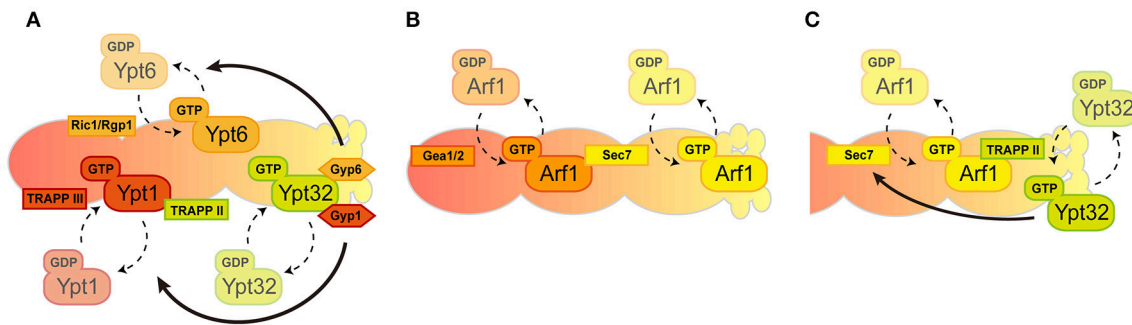 A
GDP
Ypt6
GTP
Ypt6
Ric1/Rgp1
GTP
Ypt1
TRAPP III
TRAPP II
GTP
Ypt32
Gyp6
Gyp1
GDP
Ypt1
GDP
Ypt32
B
GDP
Arf1
GDP
Arf1
Gea1/2
GTP
Arf1
Sec7
GTP
Arf1
C
GDP
Arf1
GDP
Ypt32
Sec7
GTP
Arf1
TRAPP II
GTP
Ypt32